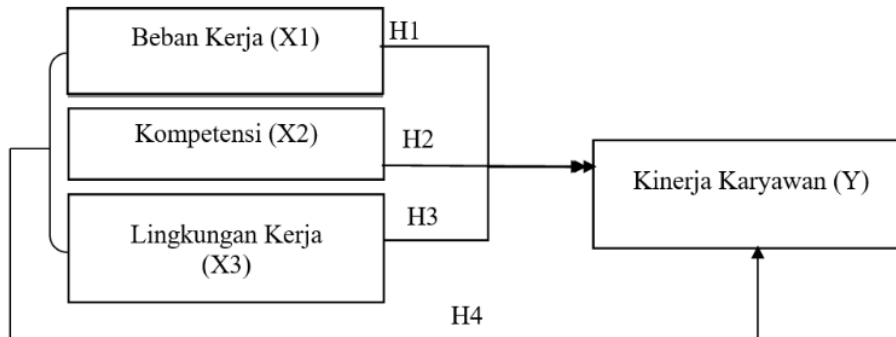 Beban Kerja (X1)
H1
Kompetensi (X2)
H2
Lingkungan Kerja
(X3)
H3
Kinerja Karyawan (Y)
H4